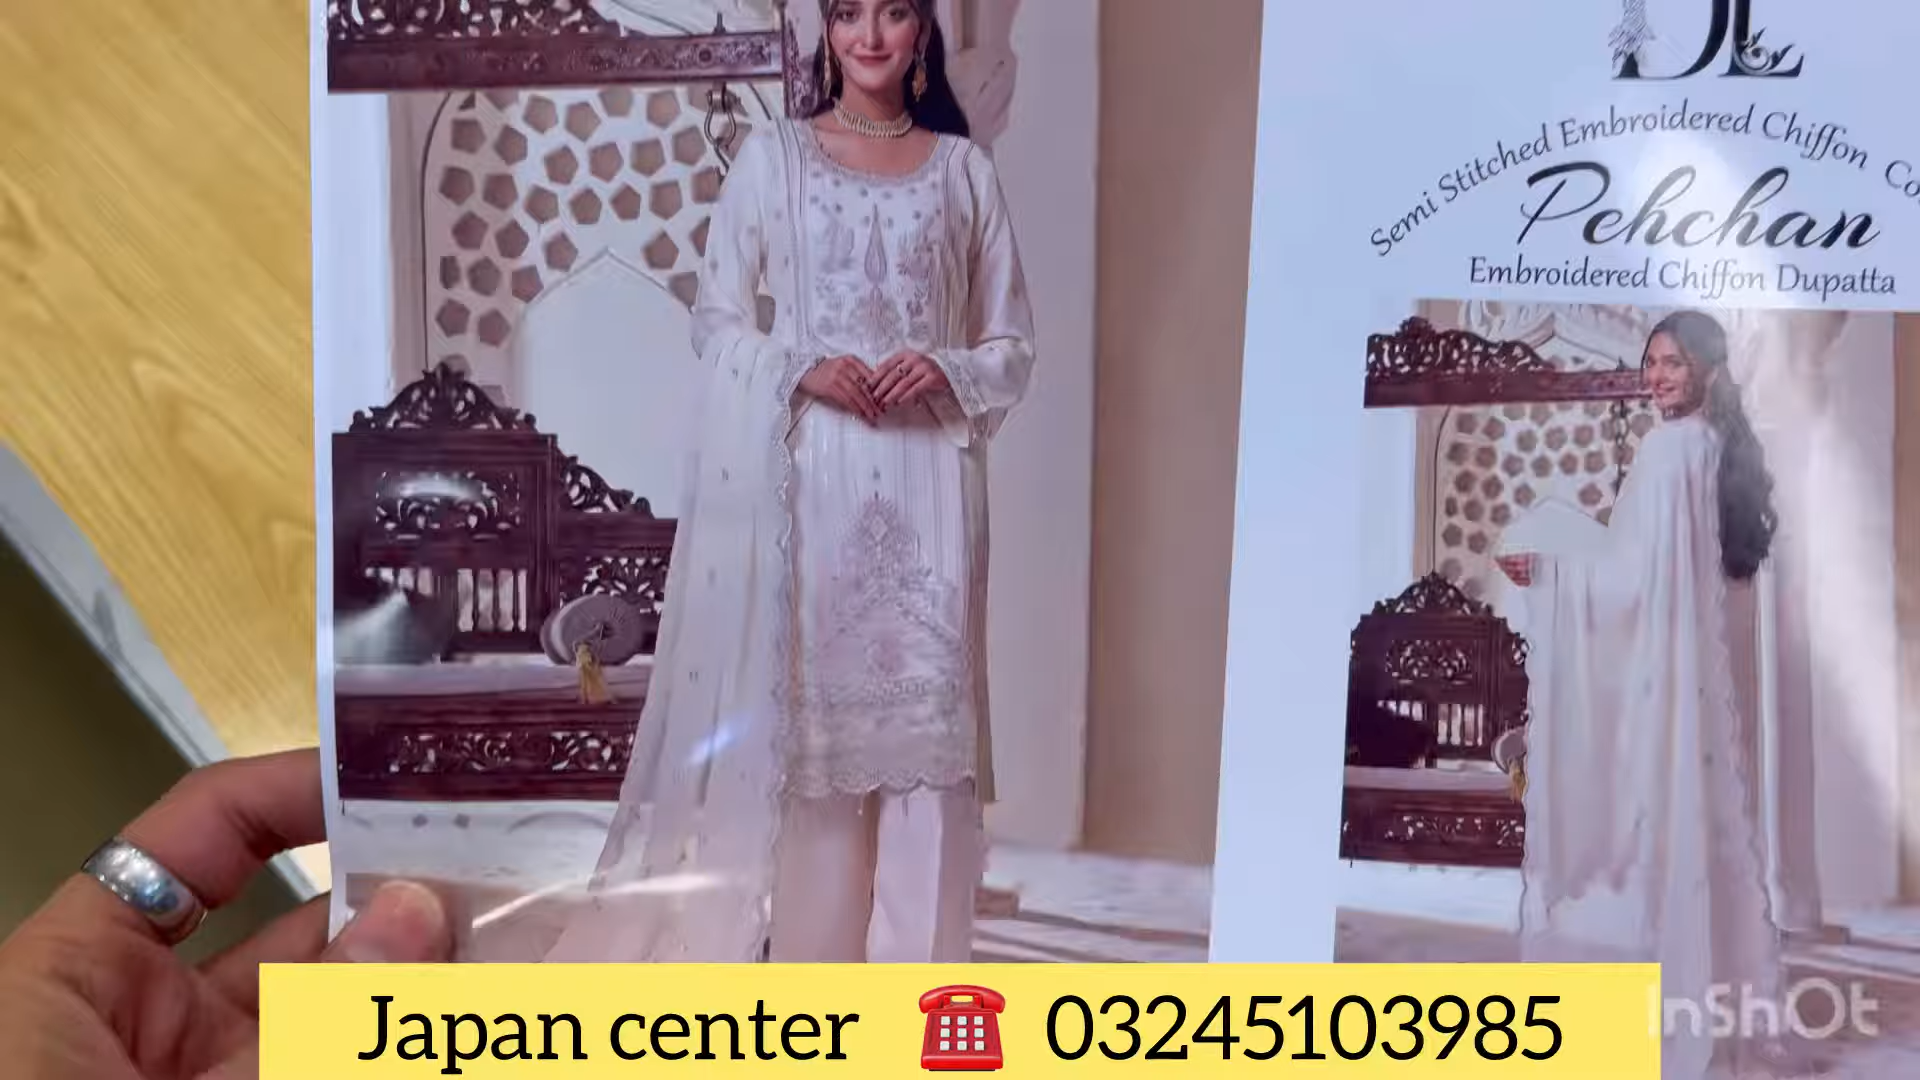 DL
Semi Stitched Embroidered Chiffon
Pehchan
Embroidered Chiffon Dupatta
Japan center ☎️ 03245103985
InShOt